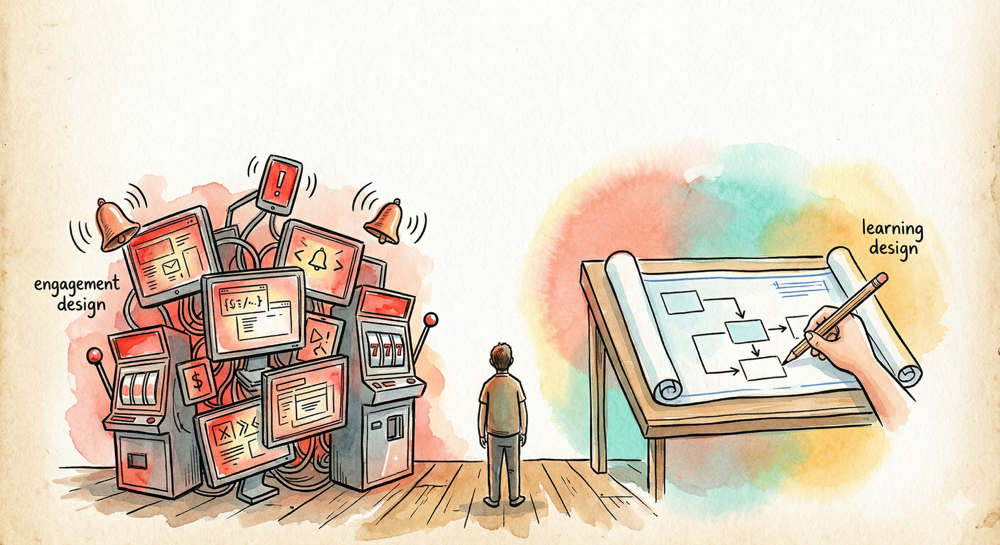 !
engagement
design
{$ = /...}
777
$
learning
design